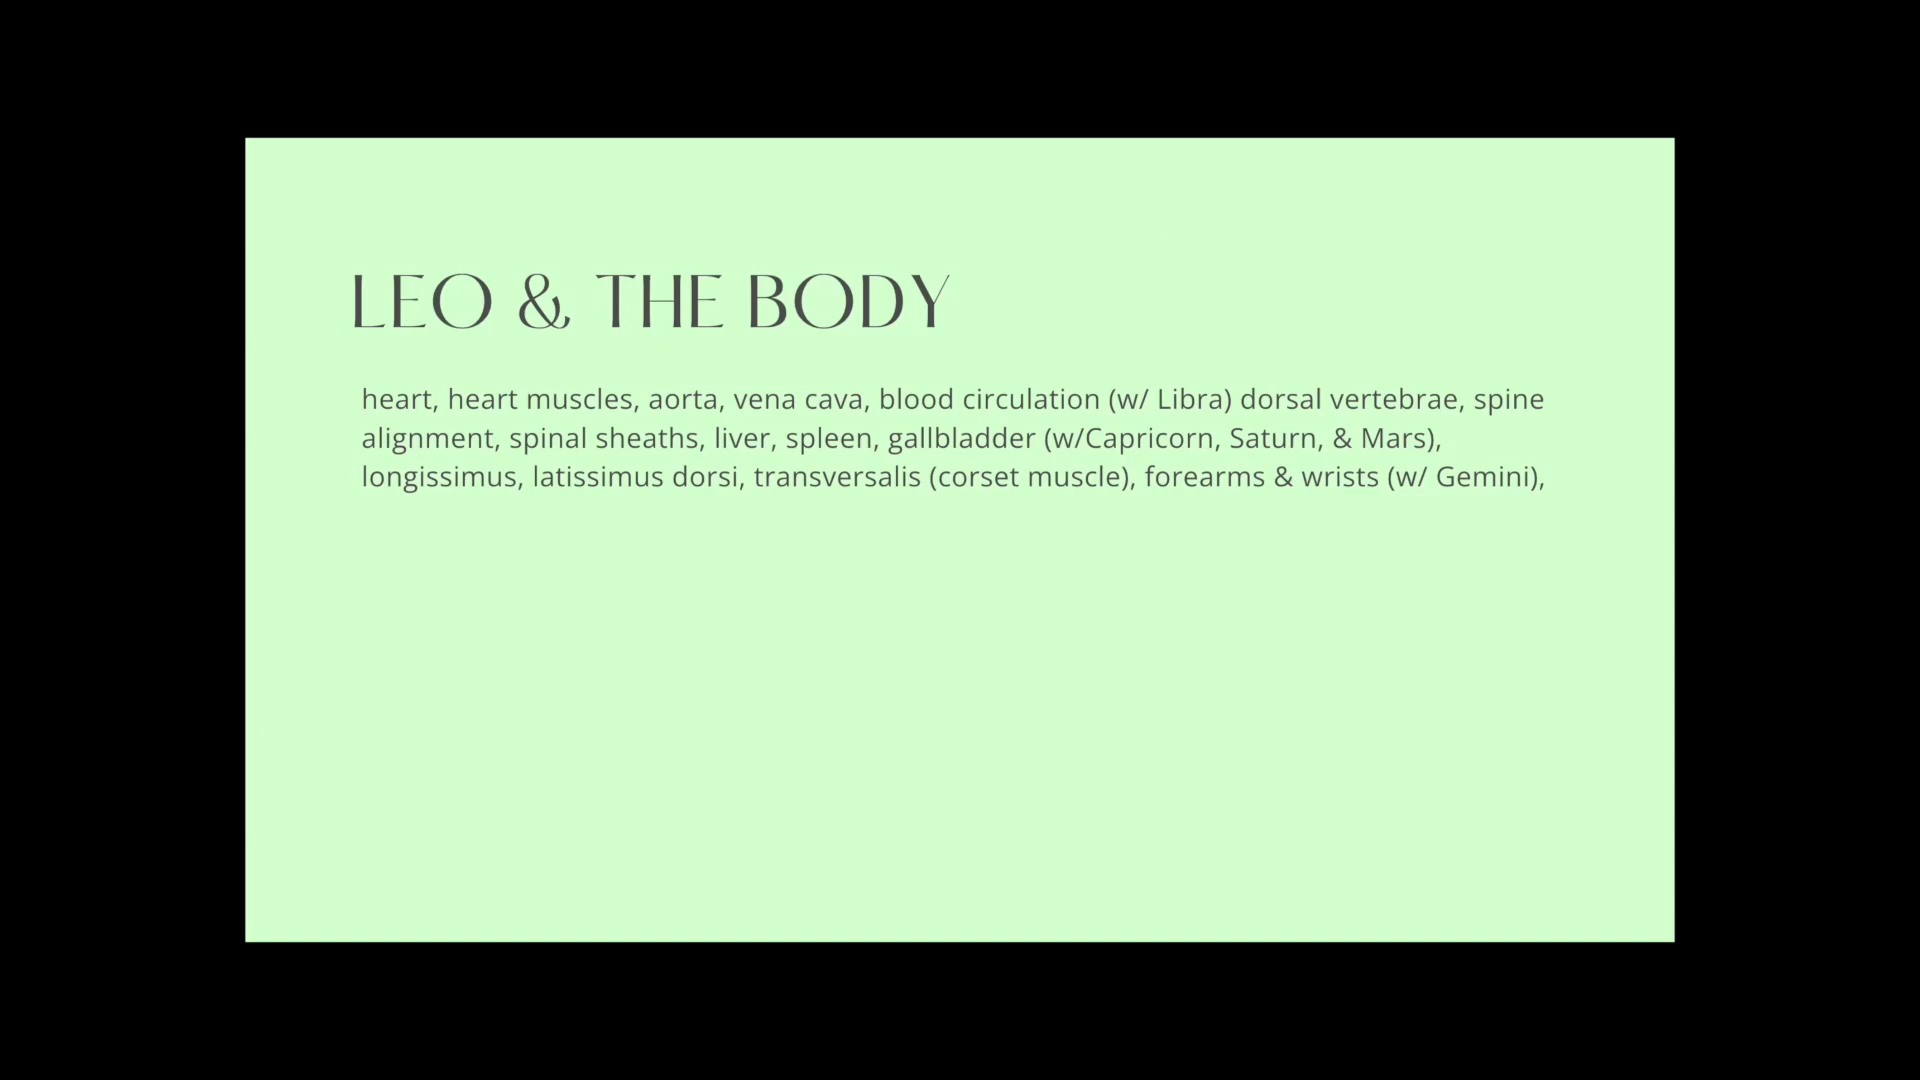 LEO & THE BODY
heart, heart muscles, aorta, vena cava, blood circulation (w/ Libra) dorsal vertebrae, spine
alignment, spinal sheaths, liver, spleen, gallbladder (w/Capricorn, Saturn, & Mars),
longissimus, latissimus dorsi, transversalis (corset muscle), forearms & wrists (w/ Gemini),